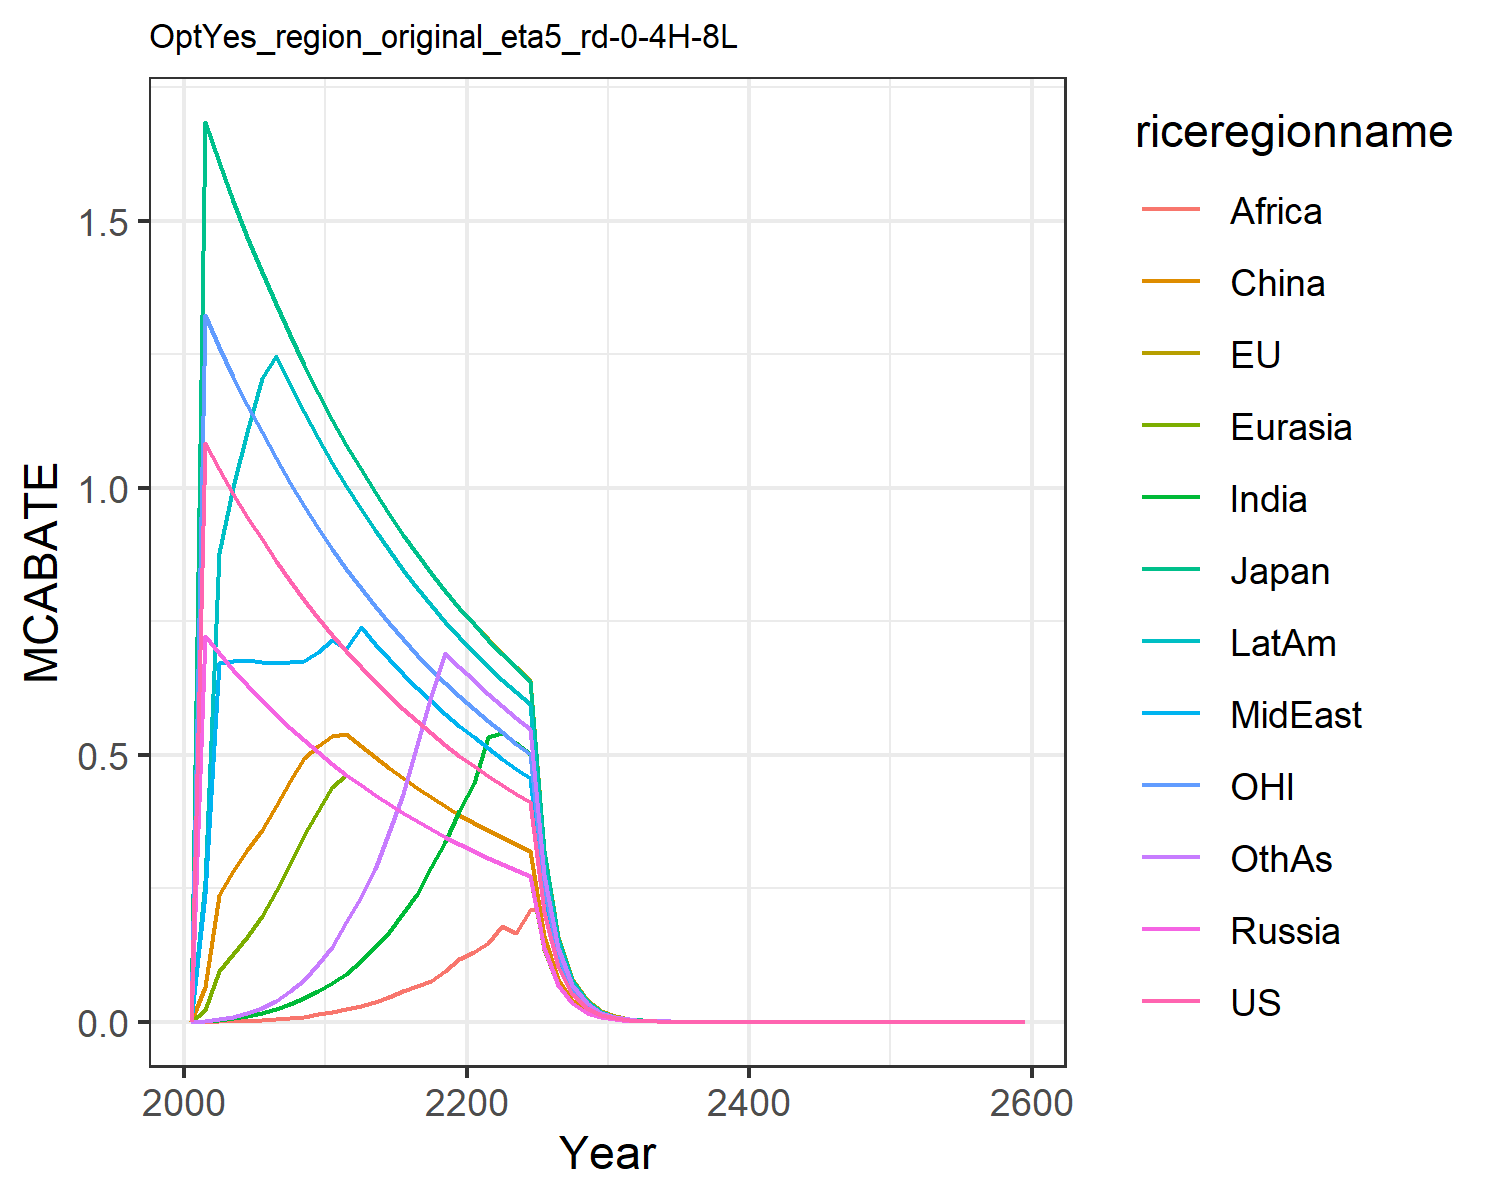 OptYes_region_original_eta5_rd-0-4H-8L
1.5
1.0
0.5
0.0
MCABATE
2000 2200 2400 2600
Year
riceregionname
Africa
China
EU
Eurasia
India
Japan
LatAm
MidEast
OHI
OthAs
Russia
US